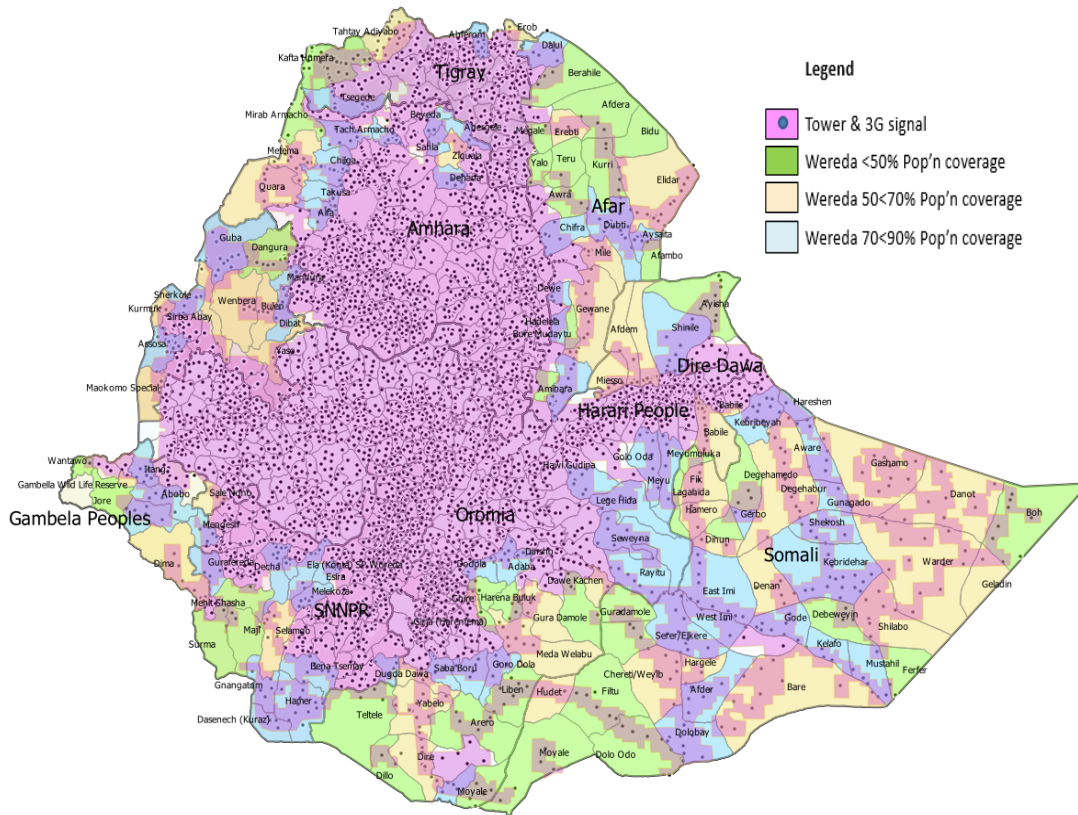 Legend
Tower & 3G signal
Wereda <50% Pop'n coverage
Wereda 50<70% Pop'n coverage
Wereda 70<90% Pop'n coverage
Tahtay Adiyabo
Ahferom
Erob
Dalul
Kafta Humera
Tigray
Berahile
Tsegede
Afdera
Mirab Armacho
Tach Armacho
Beyeda
Abergele
Megale
Erebti
Bidu
Metema
Chilga
Sahla
Ziquala
Yalo
Teru
Kurri
Quara
Takusa
Dehana
Awra
Elidar
Alfa
Afar
Guba
Amhara
Chifra
Dubti
Aysaita
Dangura
Mile
Afambo
Mandura
Dewe
Sherkole
Wenbera
Bulen
Gewane
Ayisha
Kurmuk
Sirba Abay
Dibat
Hadelela
Afdem
Shinile
Assosa
Yaso
Bure Mudaytu
Dire Dawa
Maokomo Special
Ambara
Miesso
Harari People
Babile
Hareshen
Kebribeyah
Babile
Aware
Wantawo
Itang
Hawi Gudina
Golo Oda
Meyumuluka
Gashamo
Gambella Wild Life Reserve
Meyu
Fik
Degehamedo
Degehabur
Jore
Abobo
Sale Nono
Lege Hida
Lagahida
Danot
Gambela Peoples
Mengesif
Oromia
Hamero
Gerbo
Gunagado
Boh
Shekosh
Seweyna
Dihun
Somali
Dima
Gurafereda
Decha
Ela (Konta) SP Woreda
Dodola
Dinshu
Adaba
Rayitu
Kebridehar
Warder
Esira
Melekoza
Dawe Kachen
East Imi
Denan
Geladin
Menit Shasha
SNNPR
Harena Buluk
Guradamole
West Imi
Gode
Debeweyin
Maji
Selamgo
Gura Damole
Sefer/Elkere
Shilabo
Surma
Meda Welabu
Kelafo
Bena Tsemay
Saba Boru
Goro Dola
Hargele
Mustahil
Ferfer
Gnangatom
Dugda Dawa
Chereti/Weyib
Hamer
Yabelo
Liben
Hudet
Filtu
Afder
Bare
Dasenech (Kuraz)
Teltele
Arero
Dolobay
Dire
Moyale
Dolo Odo
Dillo
Moyale